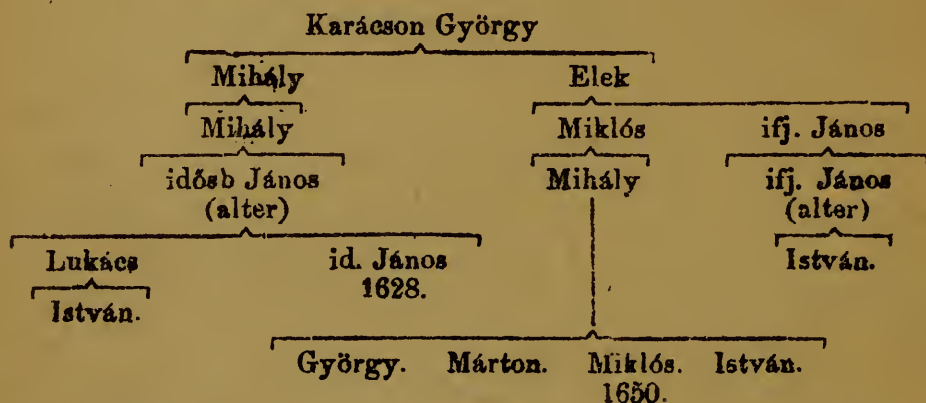 Karácson György
Mihály Elek
Mihály Miklós ifj. János
idősb János Mihály ifj. János
(alter) (alter)
Lukács id. János István.
1628.
István.
György. Márton. Miklós. István.
1650.